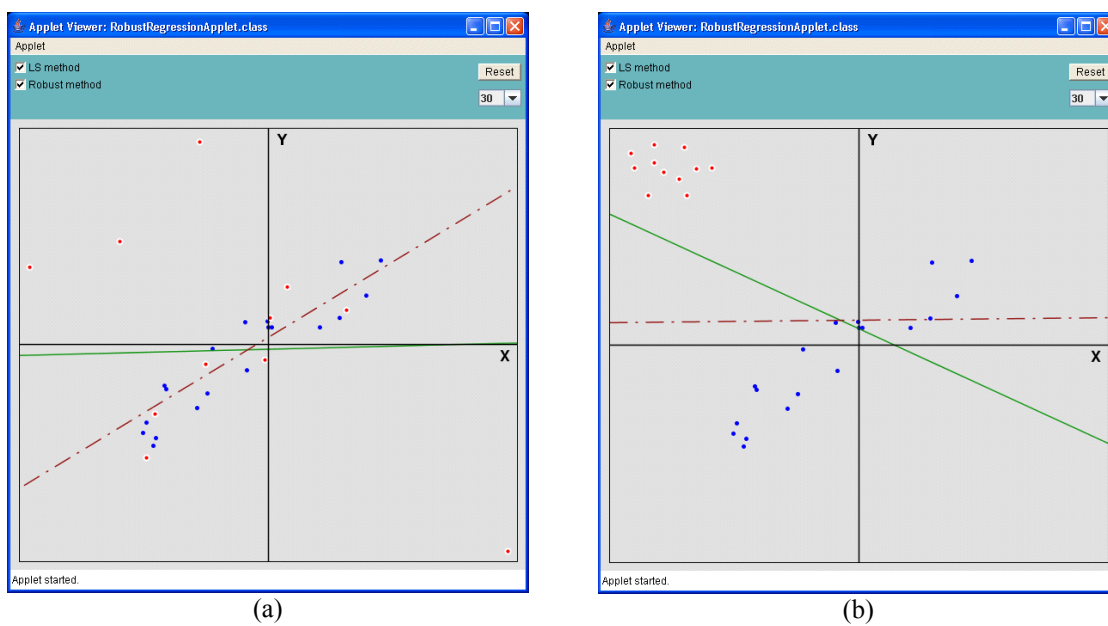 Applet Viewer: RobustRegressionApplet.class
Applet
LS method
Robust method
Reset
30
Y
X
Applet started.
(a)
Applet Viewer: RobustRegressionApplet.class
Applet
LS method
Robust method
Reset
30
Y
X
Applet started.
(b)